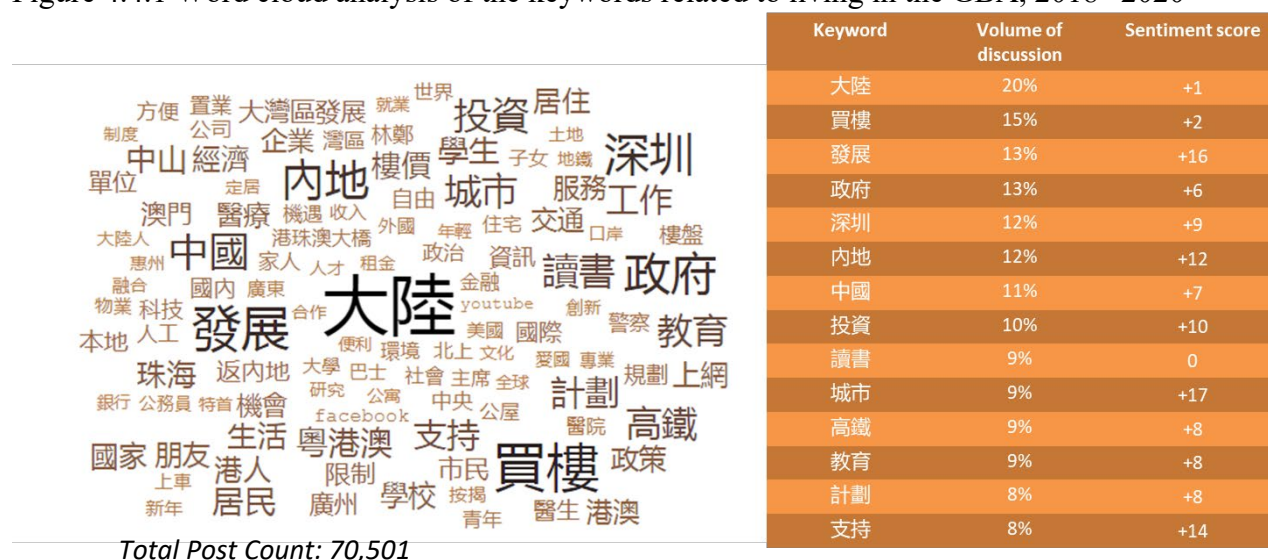 Figure 4.4.1 Word cloud analysis of the keywords related to living in the GBA, 2018–2020
世界
方便 置業 大灣區發展 就業 投資 居住
制度 公司 企業 灣區 林鄭 土地
中山 經濟 內地 樓價 學生 子女 地鐵 深圳
單位 定居 自由 城市 服務 工作
澳門 醫療 機遇 收入 外國 年輕 住宅 交通 口岸 樓盤
大陸人 中國 港珠澳大橋 政治 資訊
惠州 家人 人才 租金 讀書 政府
融合 國內 廣東 大陸 金融
物業 科技 發展 合作 youtube 創新 警察 教育
本地 人工 便利 美國 國際
珠海 返內地 環境 北上 文化 愛國 專業
大學 巴士 社會 主席 全球 計劃 規劃 上網
銀行 公務員 特首 機會 研究 公寓 中央
facebook 公屋 醫院 高鐵
生活 粵港澳 支持 買樓
國家 朋友 港人 限制 市民 政策
上車 居民 廣州 學校 按揭
新年 青年 醫生 港澳
Total Post Count: 70,501
Keyword Volume of discussion Sentiment score
大陸 20% +1
買樓 15% +2
發展 13% +16
政府 13% +6
深圳 12% +9
內地 12% +12
中國 11% +7
投資 10% +10
讀書 9% 0
城市 9% +17
高鐵 9% +8
教育 9% +8
計劃 8% +8
支持 8% +14